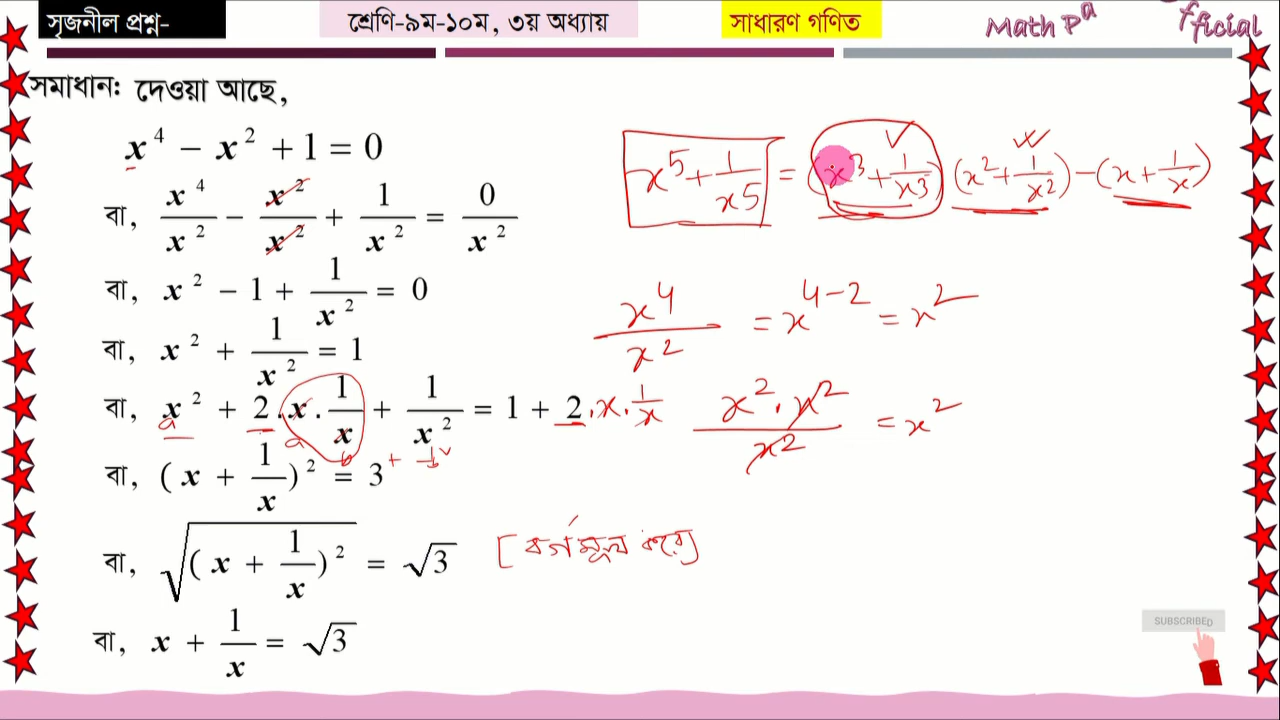 সৃজনীল প্রশ্ন-
শ্রেণি-৯ম-১০ম, ৩য় অধ্যায়
সাধারণ গণিত
Math Pa
fficial
সমাধান: দেওয়া আছে,
x⁴ − x² + 1 = 0
বা, x⁴/x² − x²/x² + 1/x² = 0/x²
বা, x² − 1 + 1/x² = 0
বা, x² + 1/x² = 1
বা, x² + 2.x.1/x + 1/x² = 1 + 2.x.1/x
বা, (x + 1/x)² = 3
বা, √(x + 1/x)² = √3 [বর্গমূল করে]
বা, x + 1/x = √3
x⁵ + 1/x⁵ = (x³ + 1/x³) (x² + 1/x²) − (x + 1/x)
x⁴/x² = x⁴⁻² = x²
x².x²/x² = x²
SUBSCRIBED